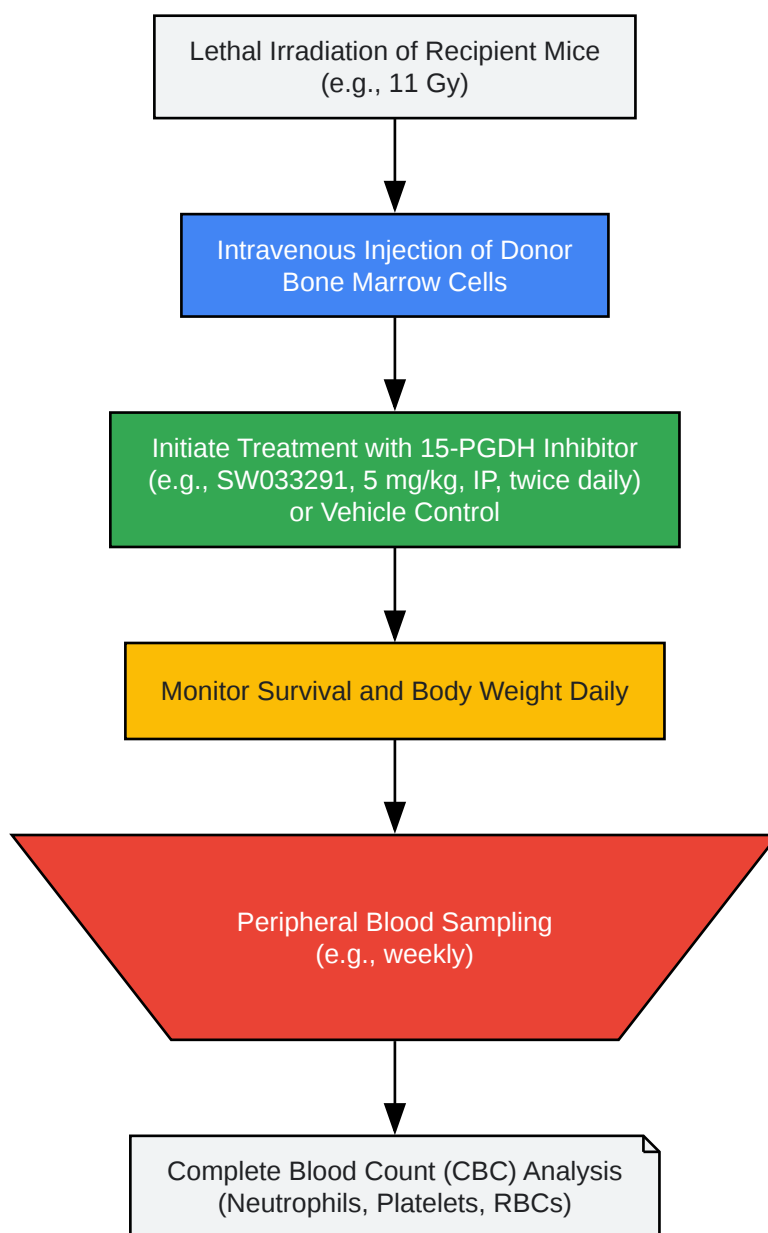 Lethal Irradiation of Recipient Mice
(e.g., 11 Gy)
Intravenous Injection of Donor
Bone Marrow Cells
Initiate Treatment with 15-PGDH Inhibitor
(e.g., SW033291, 5 mg/kg, IP, twice daily)
or Vehicle Control
Monitor Survival and Body Weight Daily
Peripheral Blood Sampling
(e.g., weekly)
Complete Blood Count (CBC) Analysis
(Neutrophils, Platelets, RBCs)